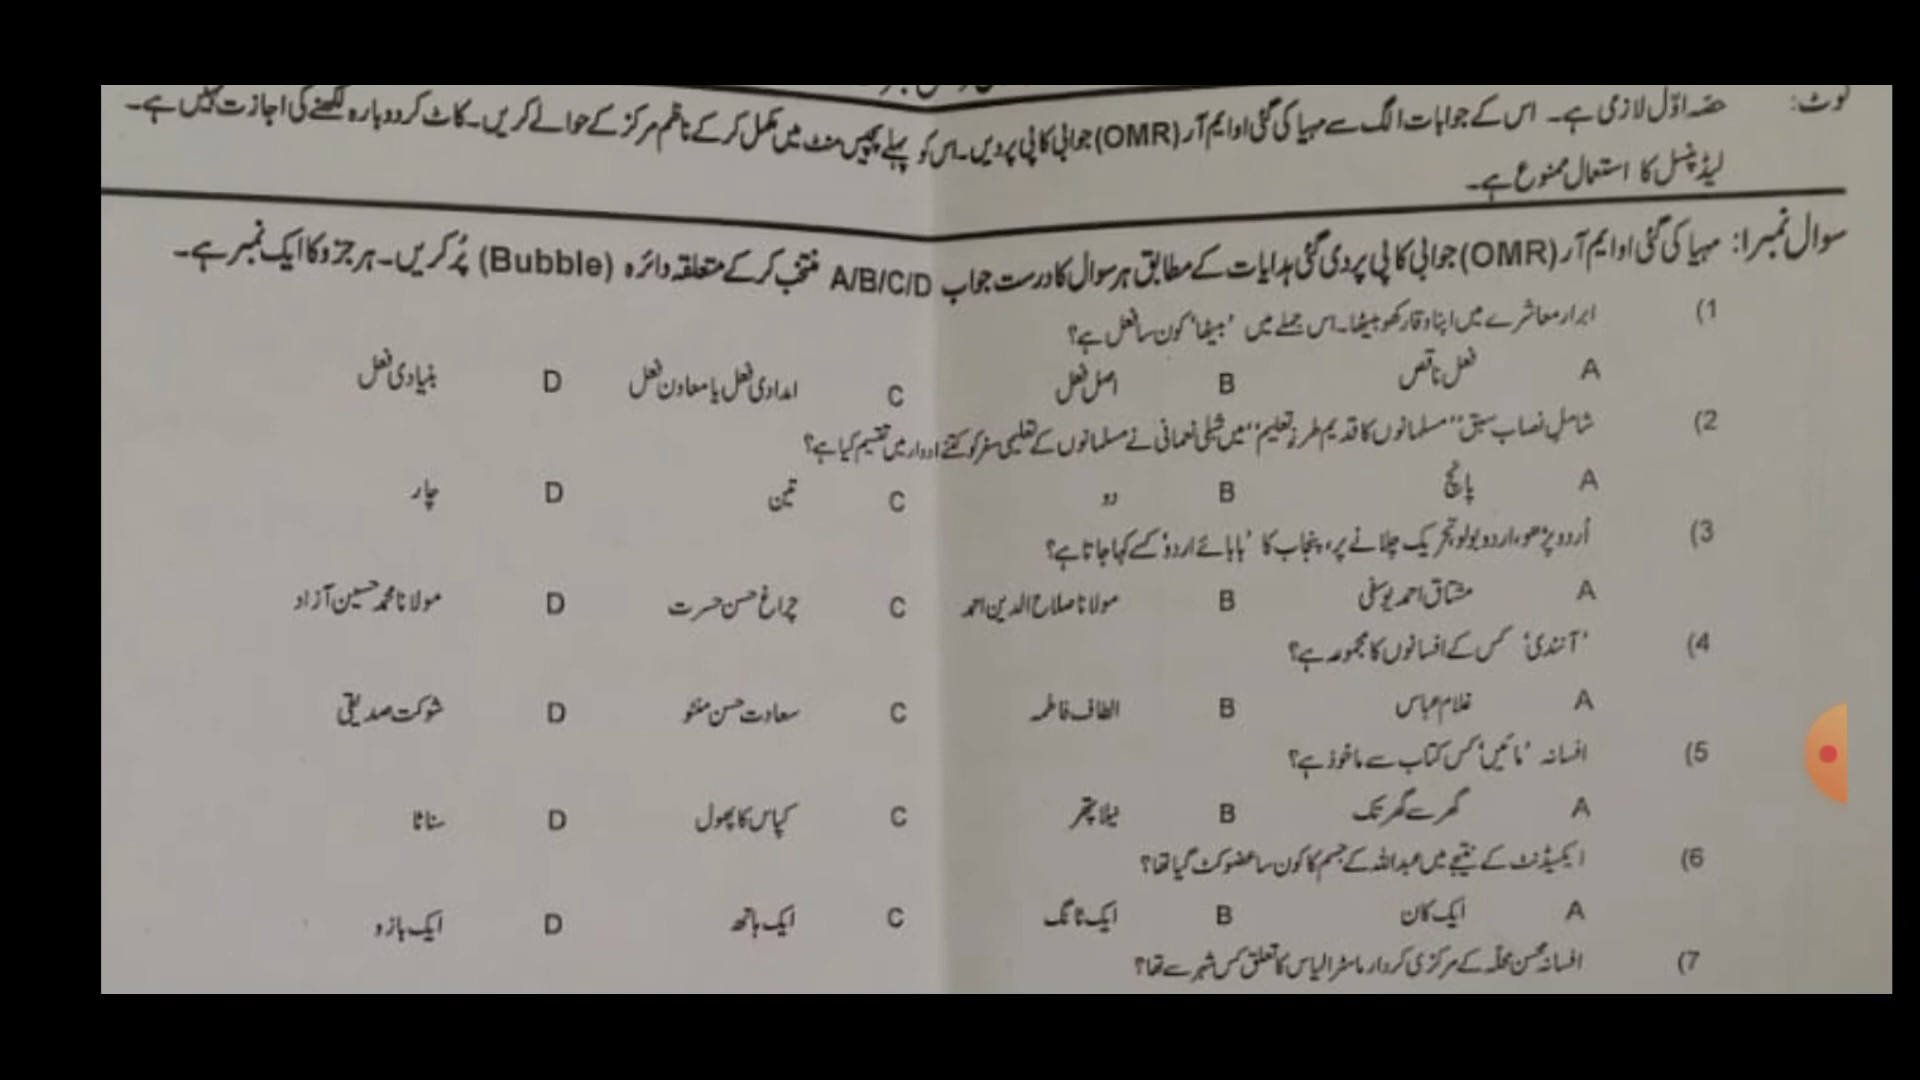 نوٹ: حصّہ اوّل لازمی ہے۔ اس کے جوابات الگ سے مہیا کی گئی او ایم آر (OMR) جوابی کاپی پر دیں۔ اس کو پہلے پچیس منٹ میں مکمل کر کے ناظم مرکز کے حوالے کریں۔ کاٹ کر دوبارہ لکھنے کی اجازت نہیں ہے۔
لیڈ پنسل کا استعمال ممنوع ہے۔
سوال نمبر ۱: مہیا کی گئی او ایم آر (OMR) جوابی کاپی پر دی گئی ہدایات کے مطابق ہر سوال کا درست جواب A/B/C/D منتخب کر کے متعلقہ دائرہ (Bubble) پُر کریں۔ ہر جزو کا ایک نمبر ہے۔
(1 ابرار معاشرے میں اپنا وقار کھو بیٹھا۔ اس جملے میں 'بیٹھا' کون سا فعل ہے؟
A فعل ناقص B اصل فعل C امدادی فعل یا معاون فعل D بنیادی فعل
(2 شاملِ نصاب سبق "مسلمانوں کا قدیم طرزِ تعلیم" میں شبلی نعمانی نے مسلمانوں کے تعلیمی سفر کو کتنے ادوار میں تقسیم کیا ہے؟
A پانچ B دو C تین D چار
(3 اُردو پڑھو، اردو بولو تحریک چلانے پر، پنجاب کا 'بابائے اردو' کسے کہا جاتا ہے؟
A مشتاق احمد یوسفی B مولانا صلاح الدین احمد C چراغ حسن حسرت D مولانا محمد حسین آزاد
(4 'آنندی' کس کے افسانوں کا مجموعہ ہے؟
A غلام عباس B الطاف فاطمہ C سعادت حسن منٹو D شوکت صدیقی
(5 افسانہ 'مائیں' کس کتاب سے ماخوذ ہے؟
A گھر سے گھر تک B نیلا پتھر C کپاس کا پھول D سناٹا
(6 ایکسیڈنٹ کے نتیجے میں عبداللہ کے جسم کا کون سا عضو کٹ گیا تھا؟
A ایک کان B ایک ٹانگ C ایک ہاتھ D ایک بازو
(7 افسانہ محسن محلّہ کے مرکزی کردار ماسٹر الیاس کا تعلق کس شہر سے تھا؟